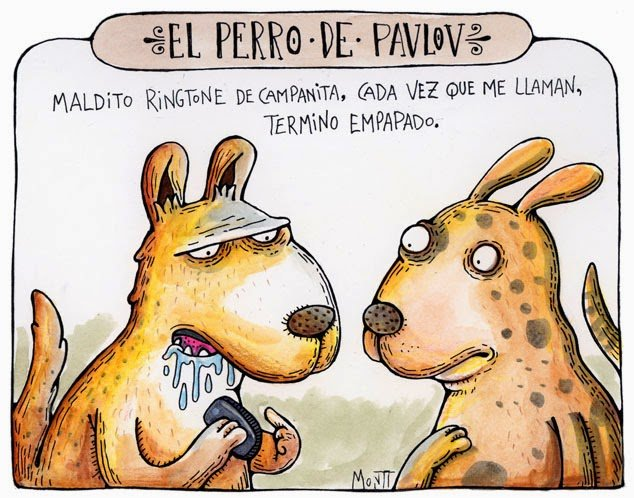 EL PERRO·DE·PAVLOV
MALDITO RINGTONE DE CAMPANITA, CADA VEZ QUE ME LLAMAN,
TERMINO EMPAPADO.
MONTT